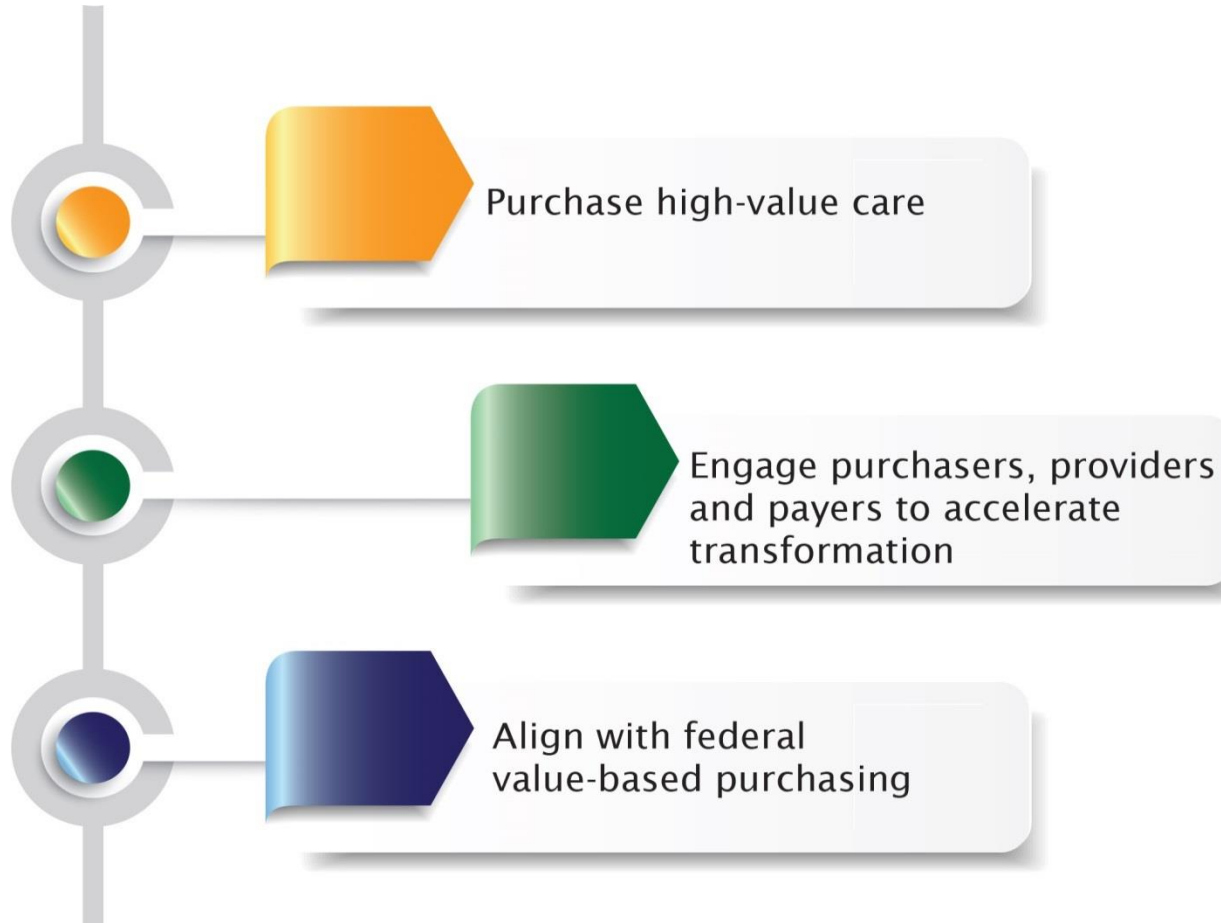 Purchase high-value care
Engage purchasers, providers
and payers to accelerate
transformation
Align with federal
value-based purchasing